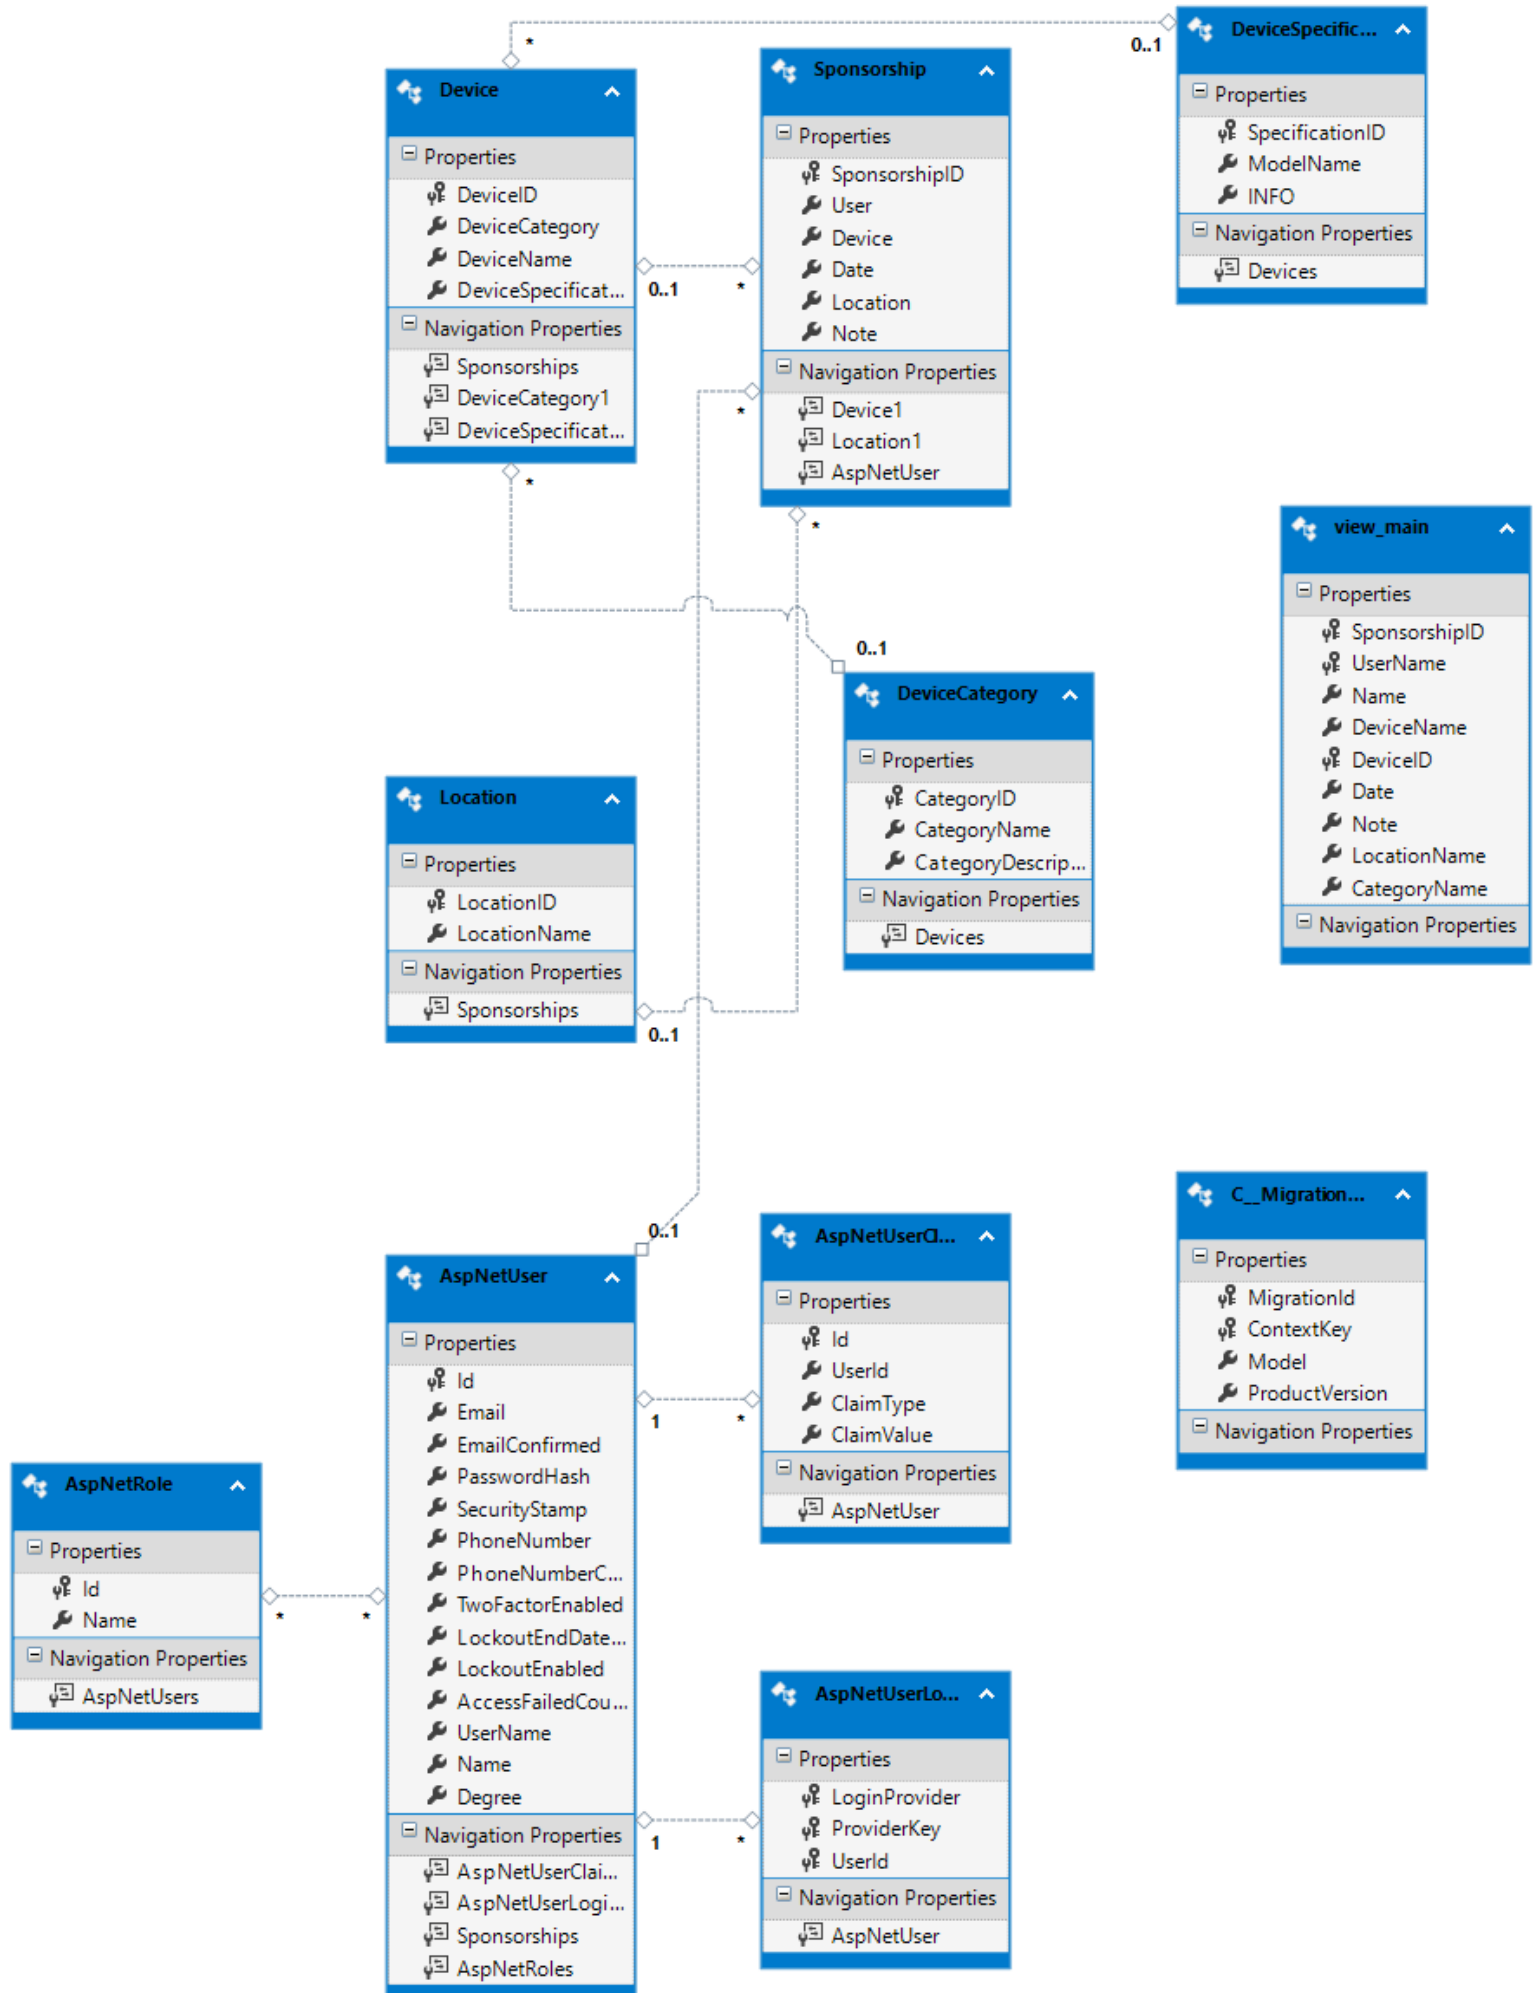 *
0..1
DeviceSpecific...
Properties
SpecificationID
ModelName
INFO
Navigation Properties
Devices
Device
Properties
DeviceID
DeviceCategory
DeviceName
DeviceSpecificat...
Navigation Properties
Sponsorships
DeviceCategory1
DeviceSpecificat...
0..1
*
Sponsorship
Properties
SponsorshipID
User
Device
Date
Location
Note
Navigation Properties
Device1
Location1
AspNetUser
*
*
*
view_main
Properties
SponsorshipID
UserName
Name
DeviceName
DeviceID
Date
Note
LocationName
CategoryName
Navigation Properties
0..1
DeviceCategory
Properties
CategoryID
CategoryName
CategoryDescrip...
Navigation Properties
Devices
Location
Properties
LocationID
LocationName
Navigation Properties
Sponsorships
0..1
0..1
C__Migration...
Properties
MigrationId
ContextKey
Model
ProductVersion
Navigation Properties
AspNetUserCl...
Properties
Id
UserId
ClaimType
ClaimValue
Navigation Properties
AspNetUser
AspNetUser
Properties
Id
Email
EmailConfirmed
PasswordHash
SecurityStamp
PhoneNumber
PhoneNumberC...
TwoFactorEnabled
LockoutEndDate...
LockoutEnabled
AccessFailedCou...
UserName
Name
Degree
Navigation Properties
AspNetUserClai...
AspNetUserLogi...
Sponsorships
AspNetRoles
1
*
AspNetRole
Properties
Id
Name
Navigation Properties
AspNetUsers
*
*
AspNetUserLo...
Properties
LoginProvider
ProviderKey
UserId
Navigation Properties
AspNetUser
1
*